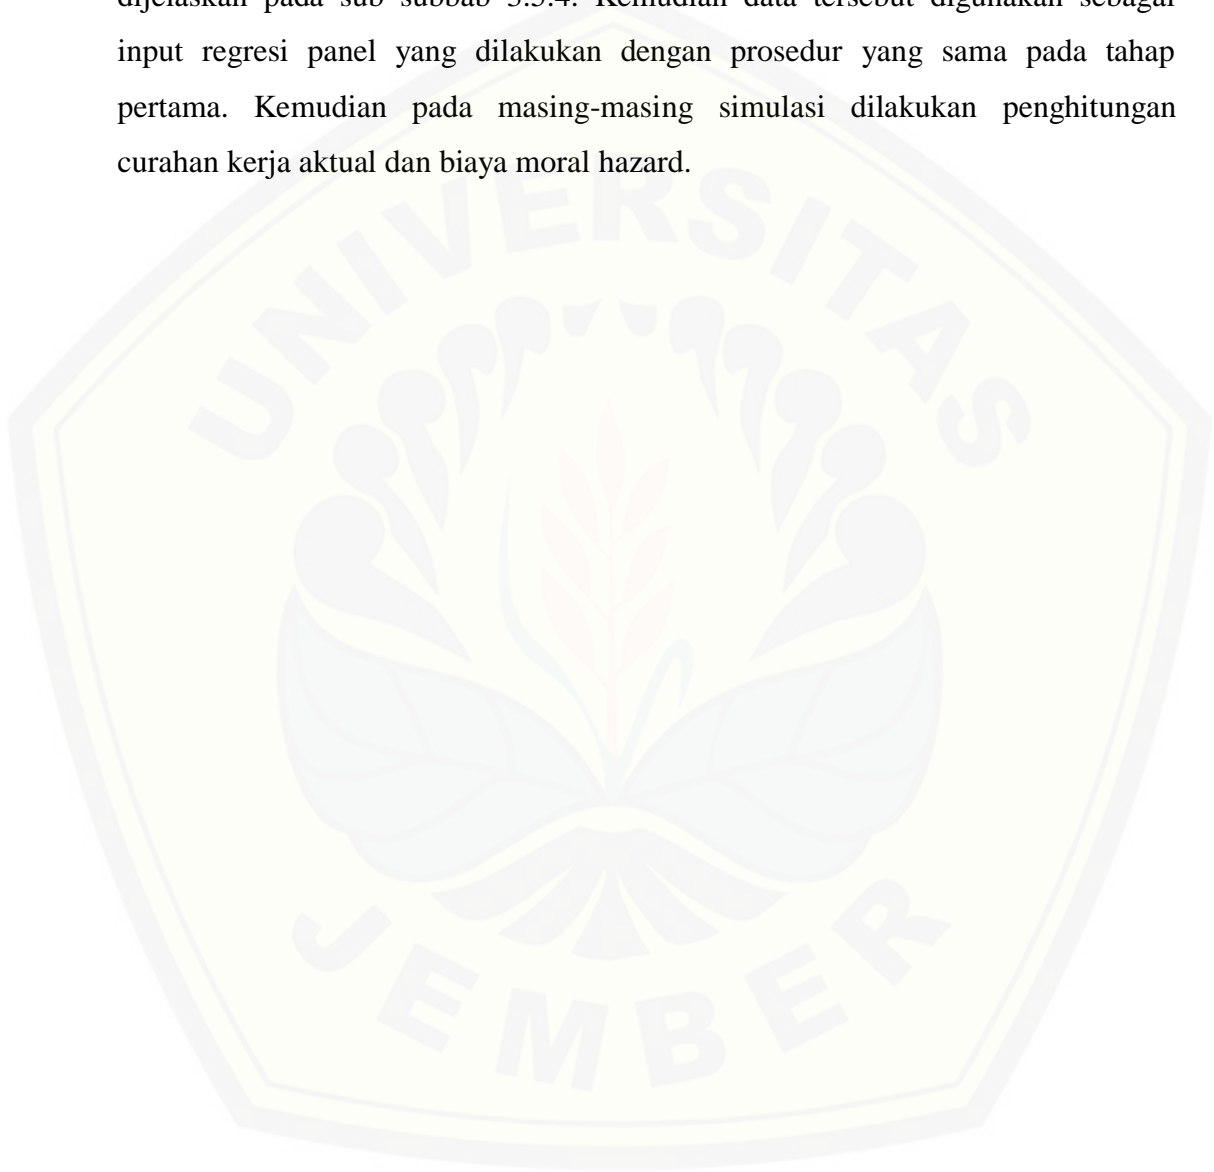 dijelaskan pada sub subbab 3.5.4. Kemudian data tersebut digunakan sebagai
input regresi panel yang dilakukan dengan prosedur yang sama pada tahap
pertama. Kemudian pada masing-masing simulasi dilakukan penghitungan
curahan kerja aktual dan biaya moral hazard.
UNIVERSITAS
JEMBER